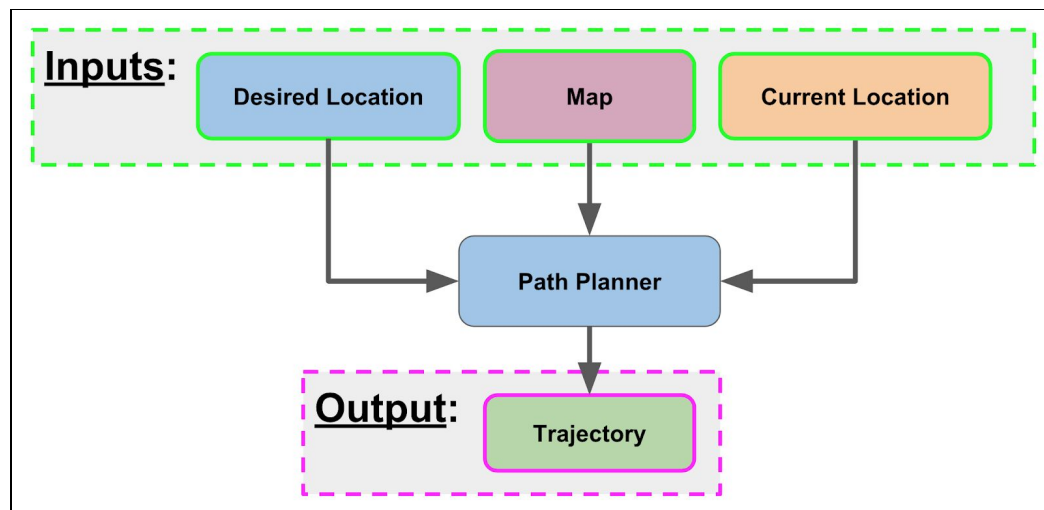 Inputs:
Desired Location
Map
Current Location
Path Planner
Output:
Trajectory